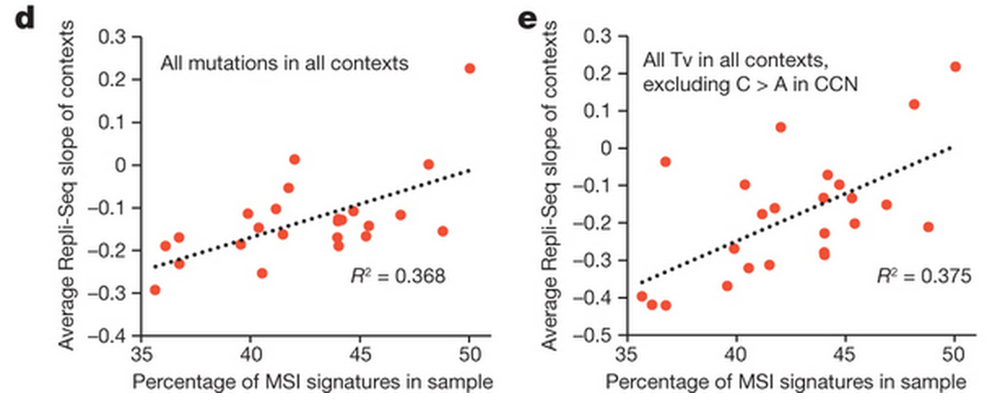 d
Average Repli-Seq slope of contexts
0.3
0.2
0.1
0
–0.1
–0.2
–0.3
–0.4
All mutations in all contexts
R² = 0.368
35 40 45 50
Percentage of MSI signatures in sample
e
Average Repli-Seq slope of contexts
0.3
0.2
0.1
0
–0.1
–0.2
–0.3
–0.4
–0.5
All Tv in all contexts,
excluding C > A in CCN
R² = 0.375
35 40 45 50
Percentage of MSI signatures in sample